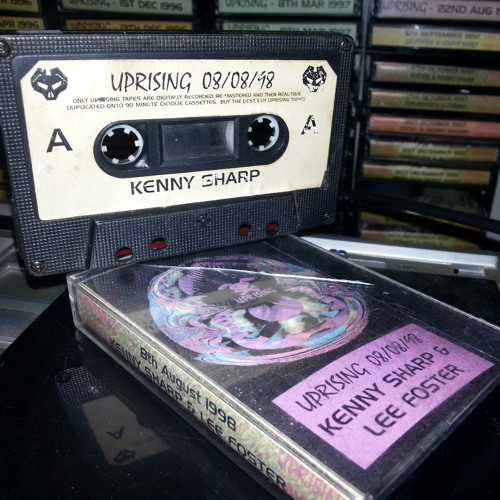 1ST DEC 1996
8TH MAR 1997
22ND AUG
UPRISING 08/08/98
ONLY UPRISING TAPES ARE DIGITALLY RECORDED, RE-MASTERED AND THEN REAL-TIME
DUPLICATED ONTO 90 MINUTE CHROME CASSETTES. BUY THE BEST, BUY UPRISING TAPES
A
A
KENNY SHARP
UPRISING
UPRISING 08/08/98
KENNY SHARP &
LEE FOSTER
8th August 1998
KENNY SHARP & LEE FOSTER